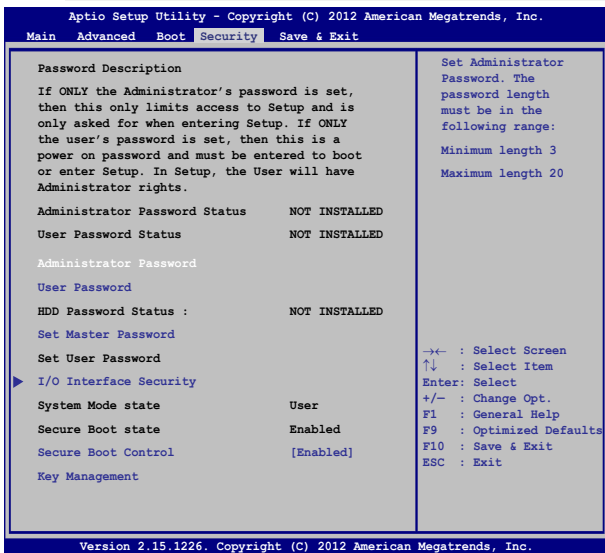 Aptio Setup Utility - Copyright (C) 2012 American Megatrends, Inc.
Main Advanced Boot Security Save & Exit
Password Description
If ONLY the Administrator's password is set,
then this only limits access to Setup and is
only asked for when entering Setup. If ONLY
the user's password is set, then this is a
power on password and must be entered to boot
or enter Setup. In Setup, the User will have
Administrator rights.
Administrator Password Status NOT INSTALLED
User Password Status NOT INSTALLED
Administrator Password
User Password
HDD Password Status : NOT INSTALLED
Set Master Password
Set User Password
I/O Interface Security
System Mode state User
Secure Boot state Enabled
Secure Boot Control [Enabled]
Key Management
Set Administrator
Password. The
password length
must be in the
following range:
Minimum length 3
Maximum length 20
→← : Select Screen
↑↓ : Select Item
Enter: Select
+/— : Change Opt.
F1 : General Help
F9 : Optimized Defaults
F10 : Save & Exit
ESC : Exit
Version 2.15.1226. Copyright (C) 2012 American Megatrends, Inc.